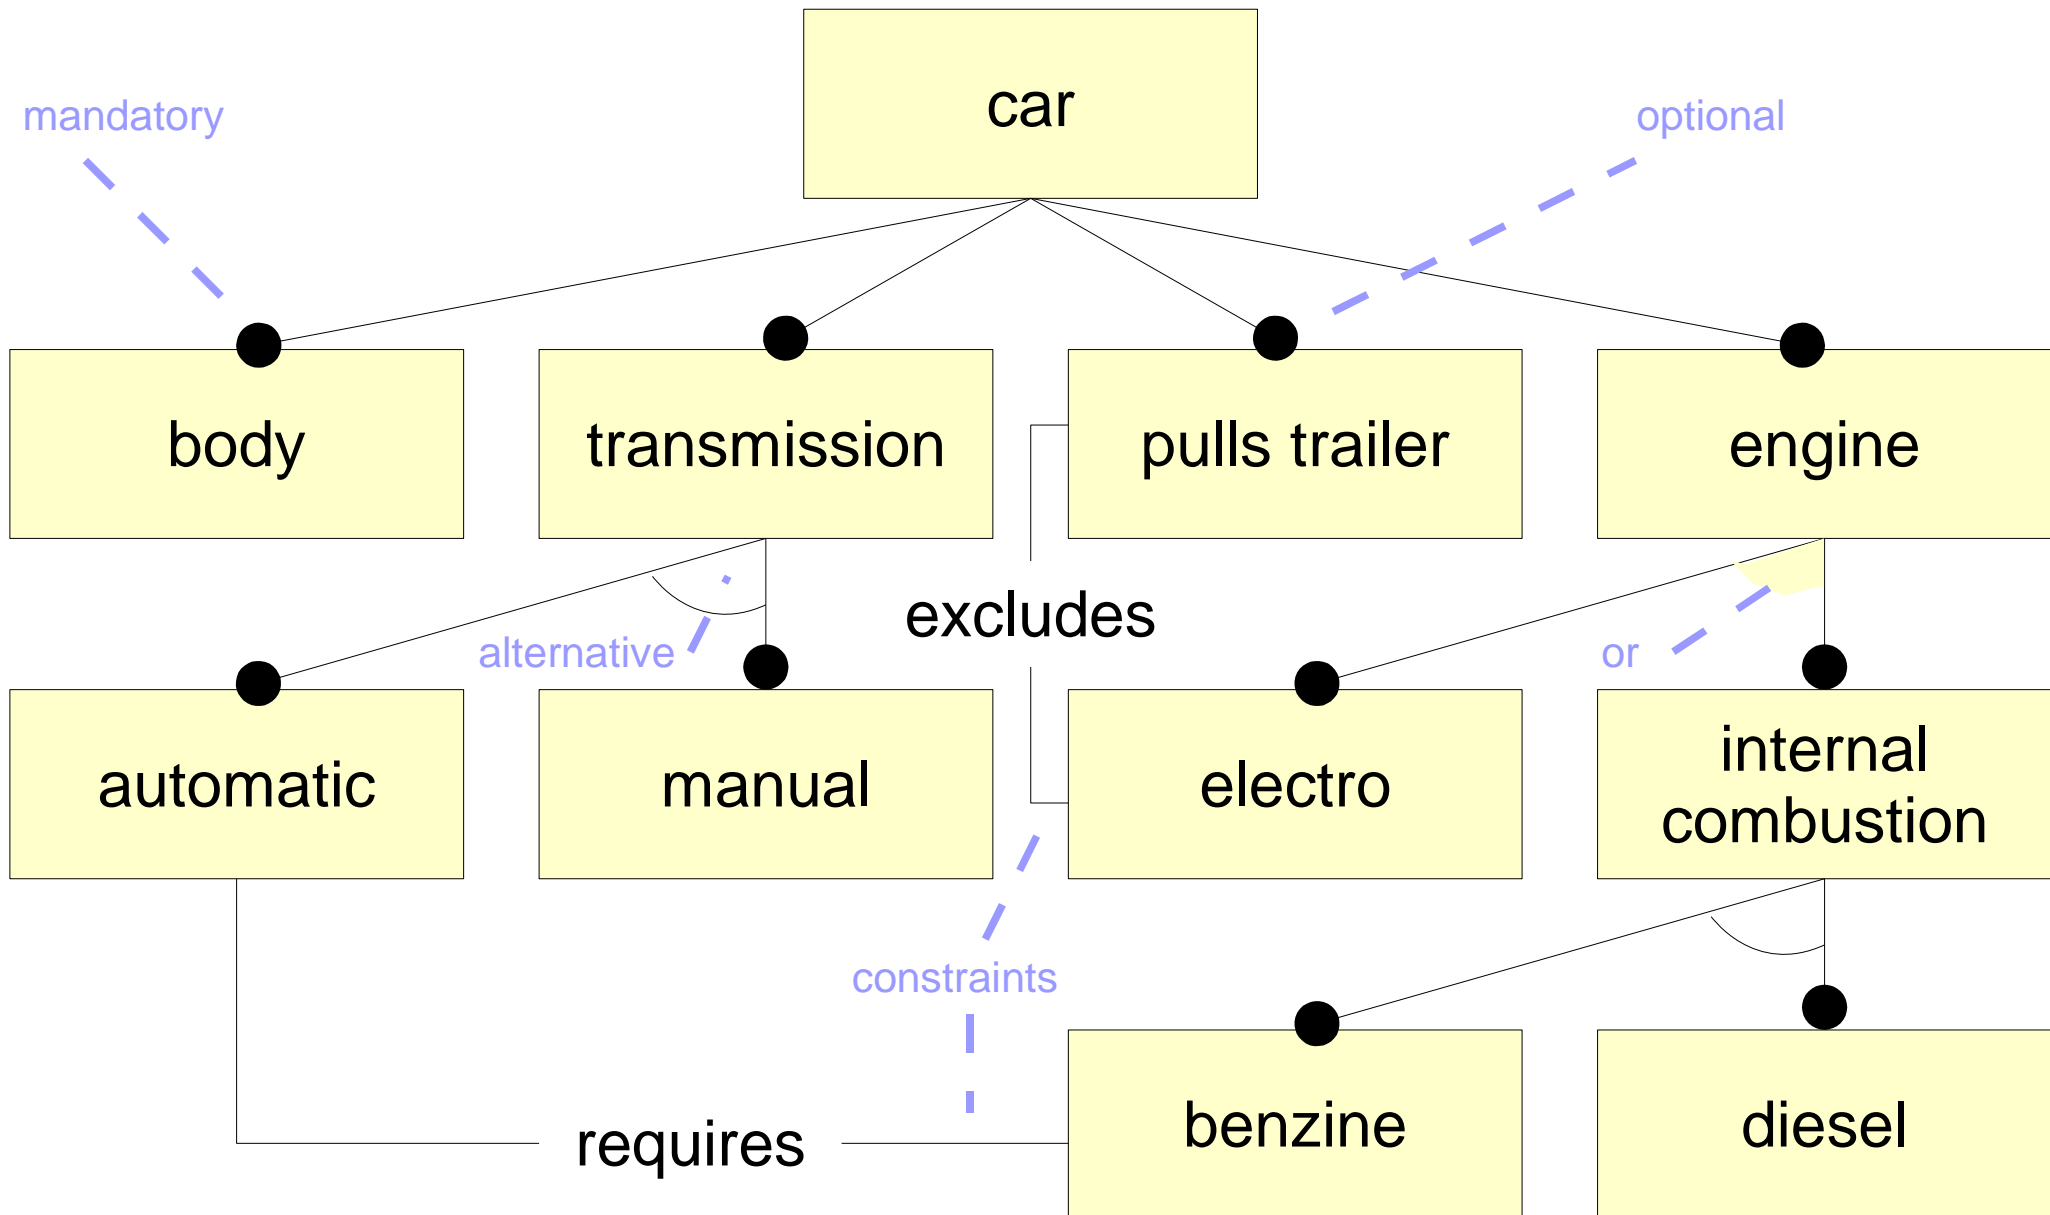 car
mandatory
optional
body
transmission
pulls trailer
engine
excludes
alternative
or
automatic
manual
electro
internal
combustion
constraints
requires
benzine
diesel